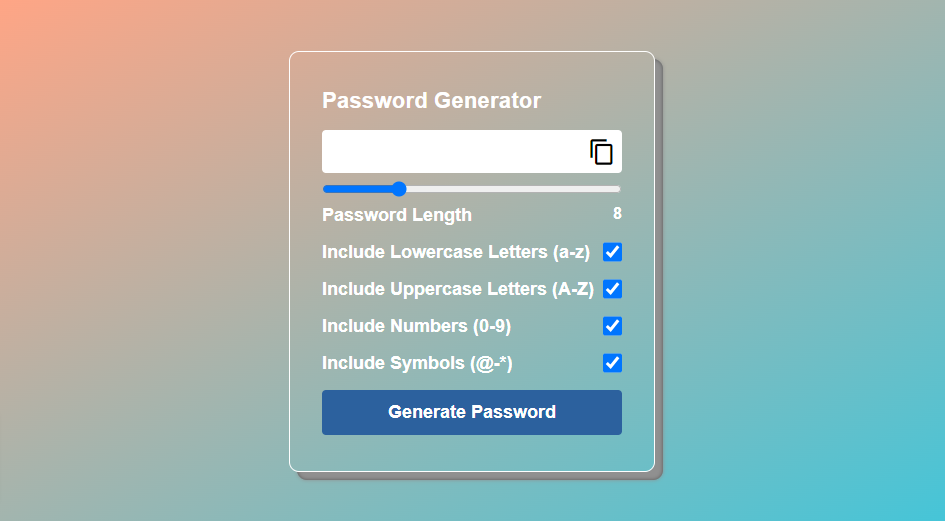 Password Generator
Password Length 8
Include Lowercase Letters (a-z)
Include Uppercase Letters (A-Z)
Include Numbers (0-9)
Include Symbols (@-*)
Generate Password